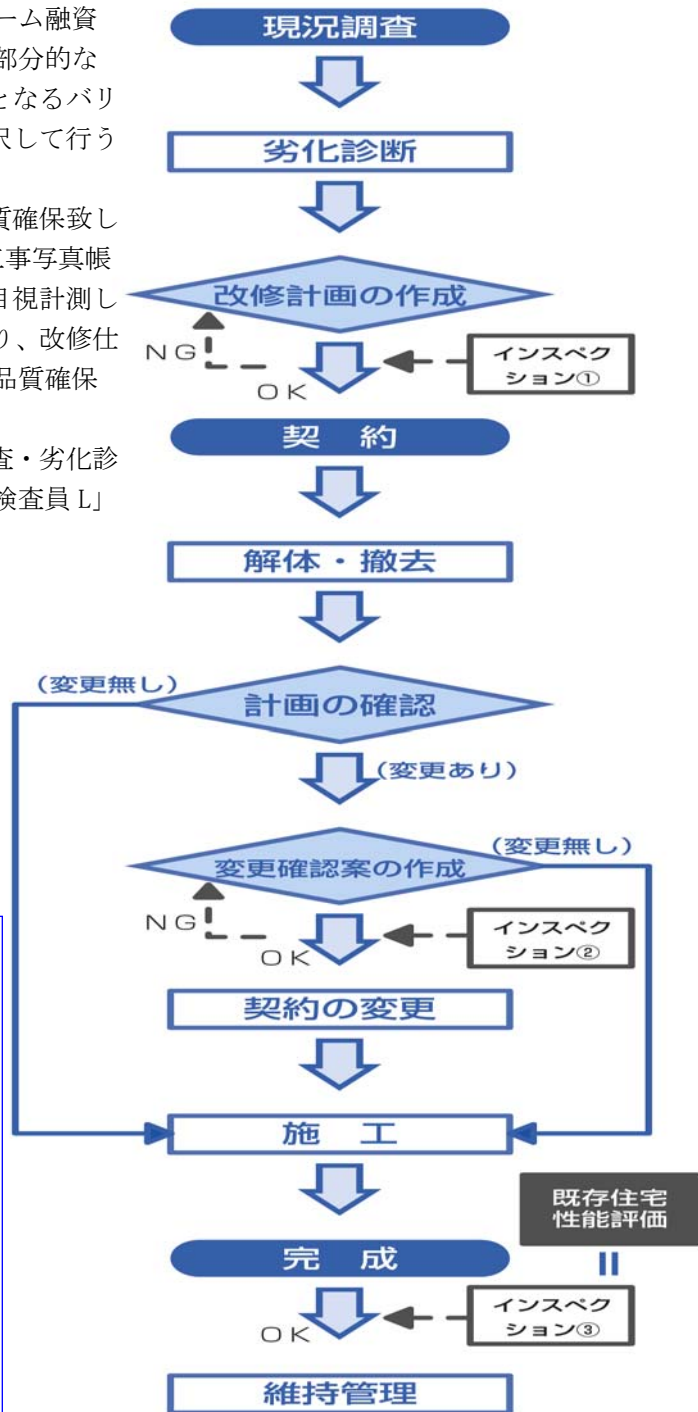 ーム融資
部分的な
となるバリ
択して行う
質確保致し
工事写真帳
目視計測し
り、改修仕
品質確保
査・劣化診
検査員 L」
現況調査
劣化診断
改修計画の作成
NG
OK
インスペク
ション①
契 約
解体・撤去
(変更無し)
計画の確認
(変更あり)
(変更無し)
変更確認案の作成
NG
OK
インスペク
ション②
契約の変更
施 工
既存住宅
性能評価
完 成
OK
インスペク
ション③
維持管理